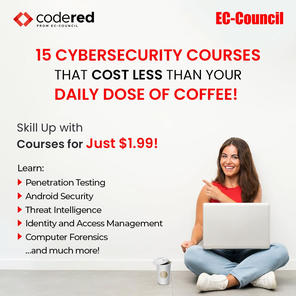 codered
FROM EC-COUNCIL
EC-Council
15 CYBERSECURITY COURSES
THAT COST LESS THAN YOUR
DAILY DOSE OF COFFEE!
Skill Up with
Courses for Just $1.99!
Learn:
Penetration Testing
Android Security
Threat Intelligence
Identity and Access Management
Computer Forensics
...and much more!